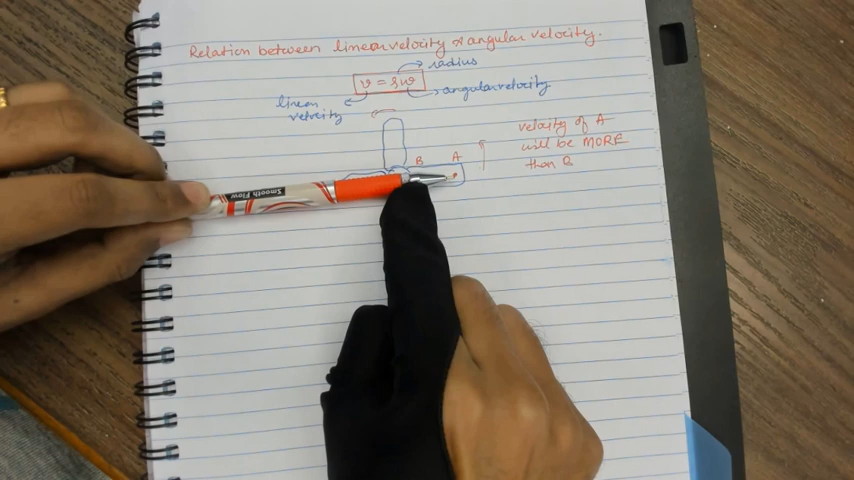 Relation between linear velocity & angular velocity.
radius
v = rω
linear
velocity
angular velocity
B A
velocity of A
will be MORE
than B
Smooth Flow